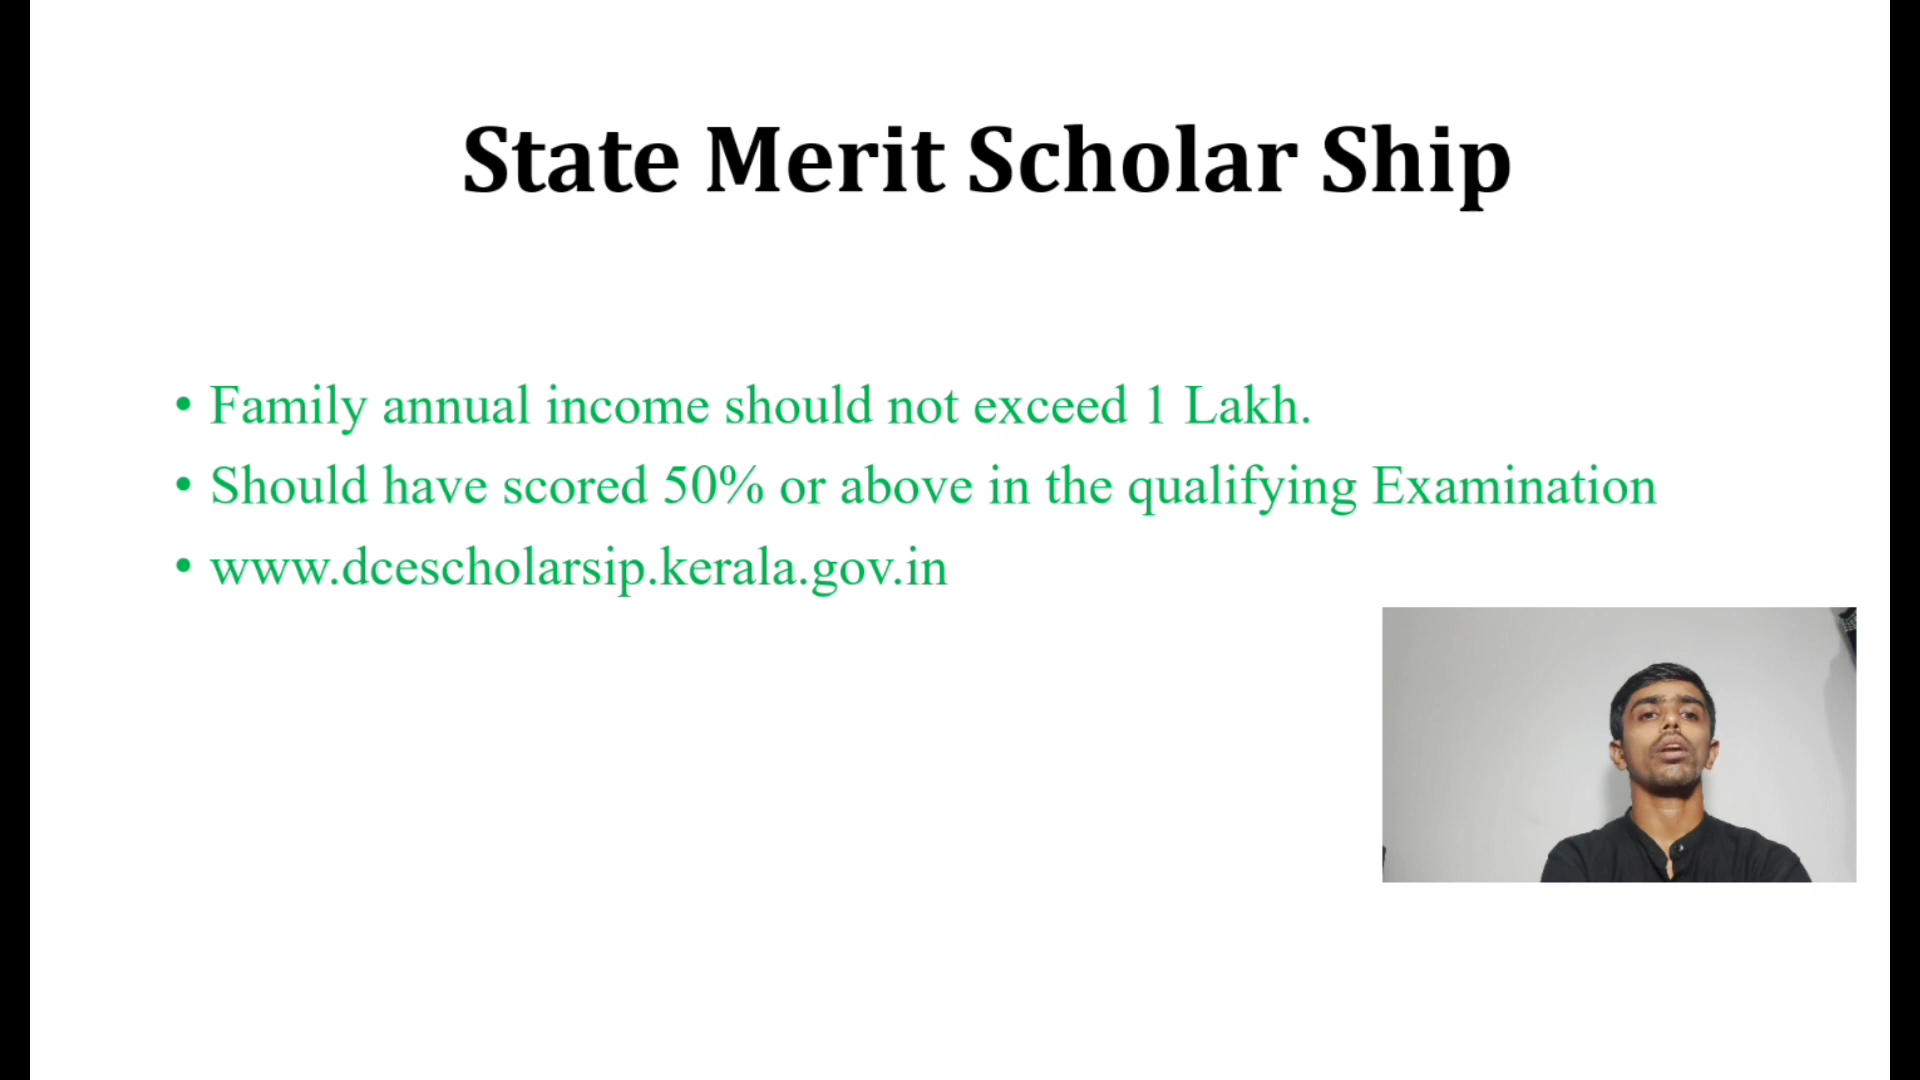 State Merit Scholar Ship
• Family annual income should not exceed 1 Lakh.
• Should have scored 50% or above in the qualifying Examination
• www.dcescholarsip.kerala.gov.in